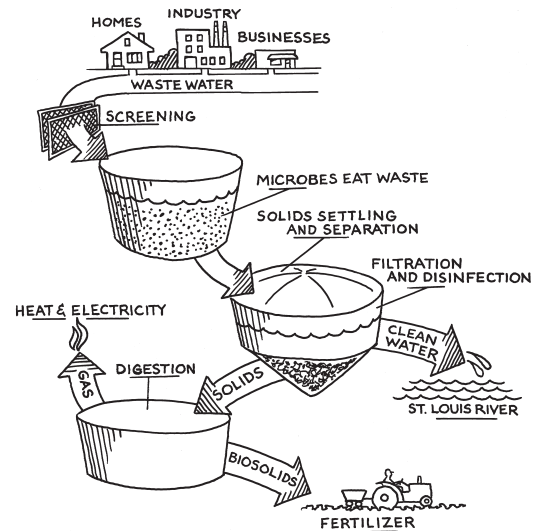 HOMES
INDUSTRY
BUSINESSES
WASTE WATER
SCREENING
MICROBES EAT WASTE
SOLIDS SETTLING
AND SEPARATION
FILTRATION
AND DISINFECTION
CLEAN
WATER
ST. LOUIS RIVER
SOLIDS
HEAT & ELECTRICITY
GAS
DIGESTION
BIOSOLIDS
FERTILIZER